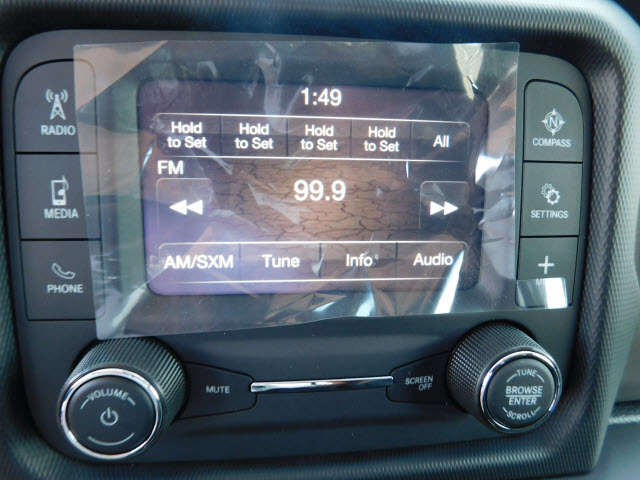 1:49
Hold to Set Hold to Set Hold to Set Hold to Set All
FM
99.9
AM/SXM Tune Info Audio
RADIO
MEDIA
PHONE
N
COMPASS
SETTINGS
+
VOLUME
MUTE
SCREEN
OFF
TUNE
BROWSE
ENTER
SCROLL